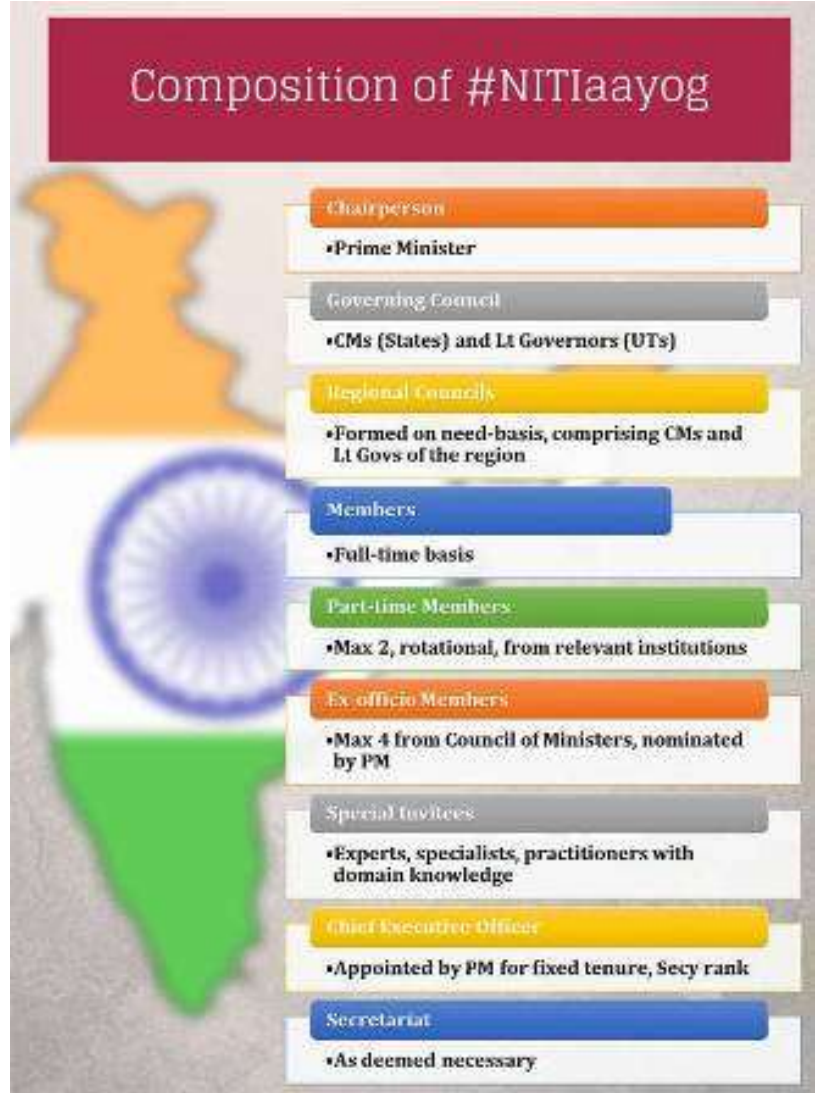 Composition of #NITIaayog
Chairperson
•Prime Minister
Governing Council
•CMs (States) and Lt Governors (UTs)
Regional Councils
•Formed on need-basis, comprising CMs and
Lt Govs of the region
Members
•Full-time basis
Part-time Members
•Max 2, rotational, from relevant institutions
Ex-officio Members
•Max 4 from Council of Ministers, nominated
by PM
Special Invitees
•Experts, specialists, practitioners with
domain knowledge
Chief Executive Officer
•Appointed by PM for fixed tenure, Secy rank
Secretariat
•As deemed necessary